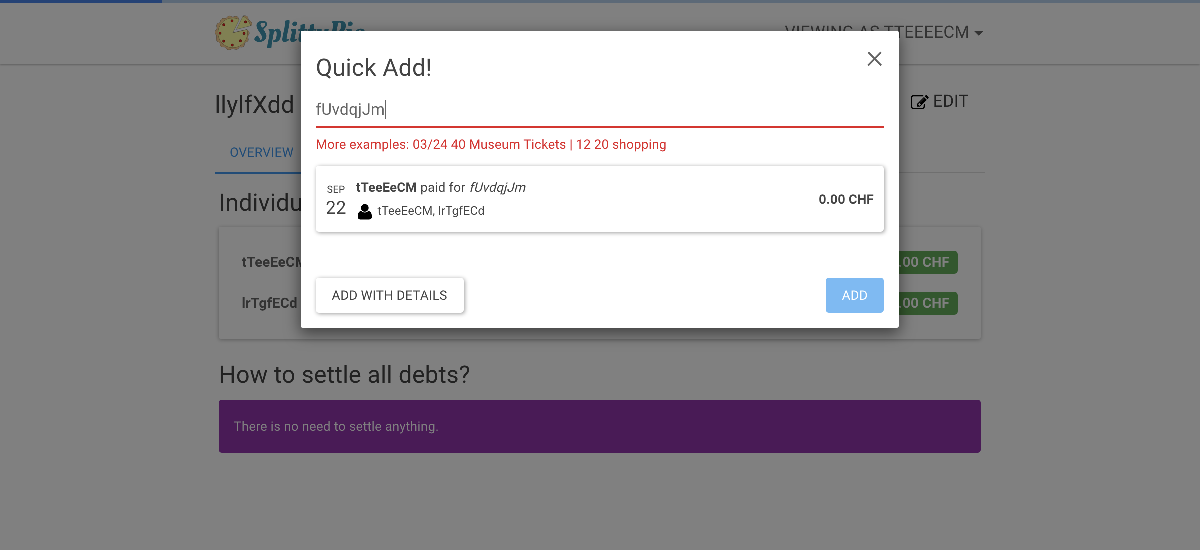 SplittyPie
VIEWING AS TTEEEECM
Quick Add!
llylfXdd
EDIT
fUvdqjJm
More examples: 03/24 40 Museum Tickets | 12 20 shopping
OVERVIEW
SEP
22
tTeeEeCM paid for fUvdqjJm
tTeeEeCM, lrTgfECd
0.00 CHF
Individu
tTeeEeCM
.00 CHF
lrTgfECd
.00 CHF
ADD WITH DETAILS
ADD
How to settle all debts?
There is no need to settle anything.